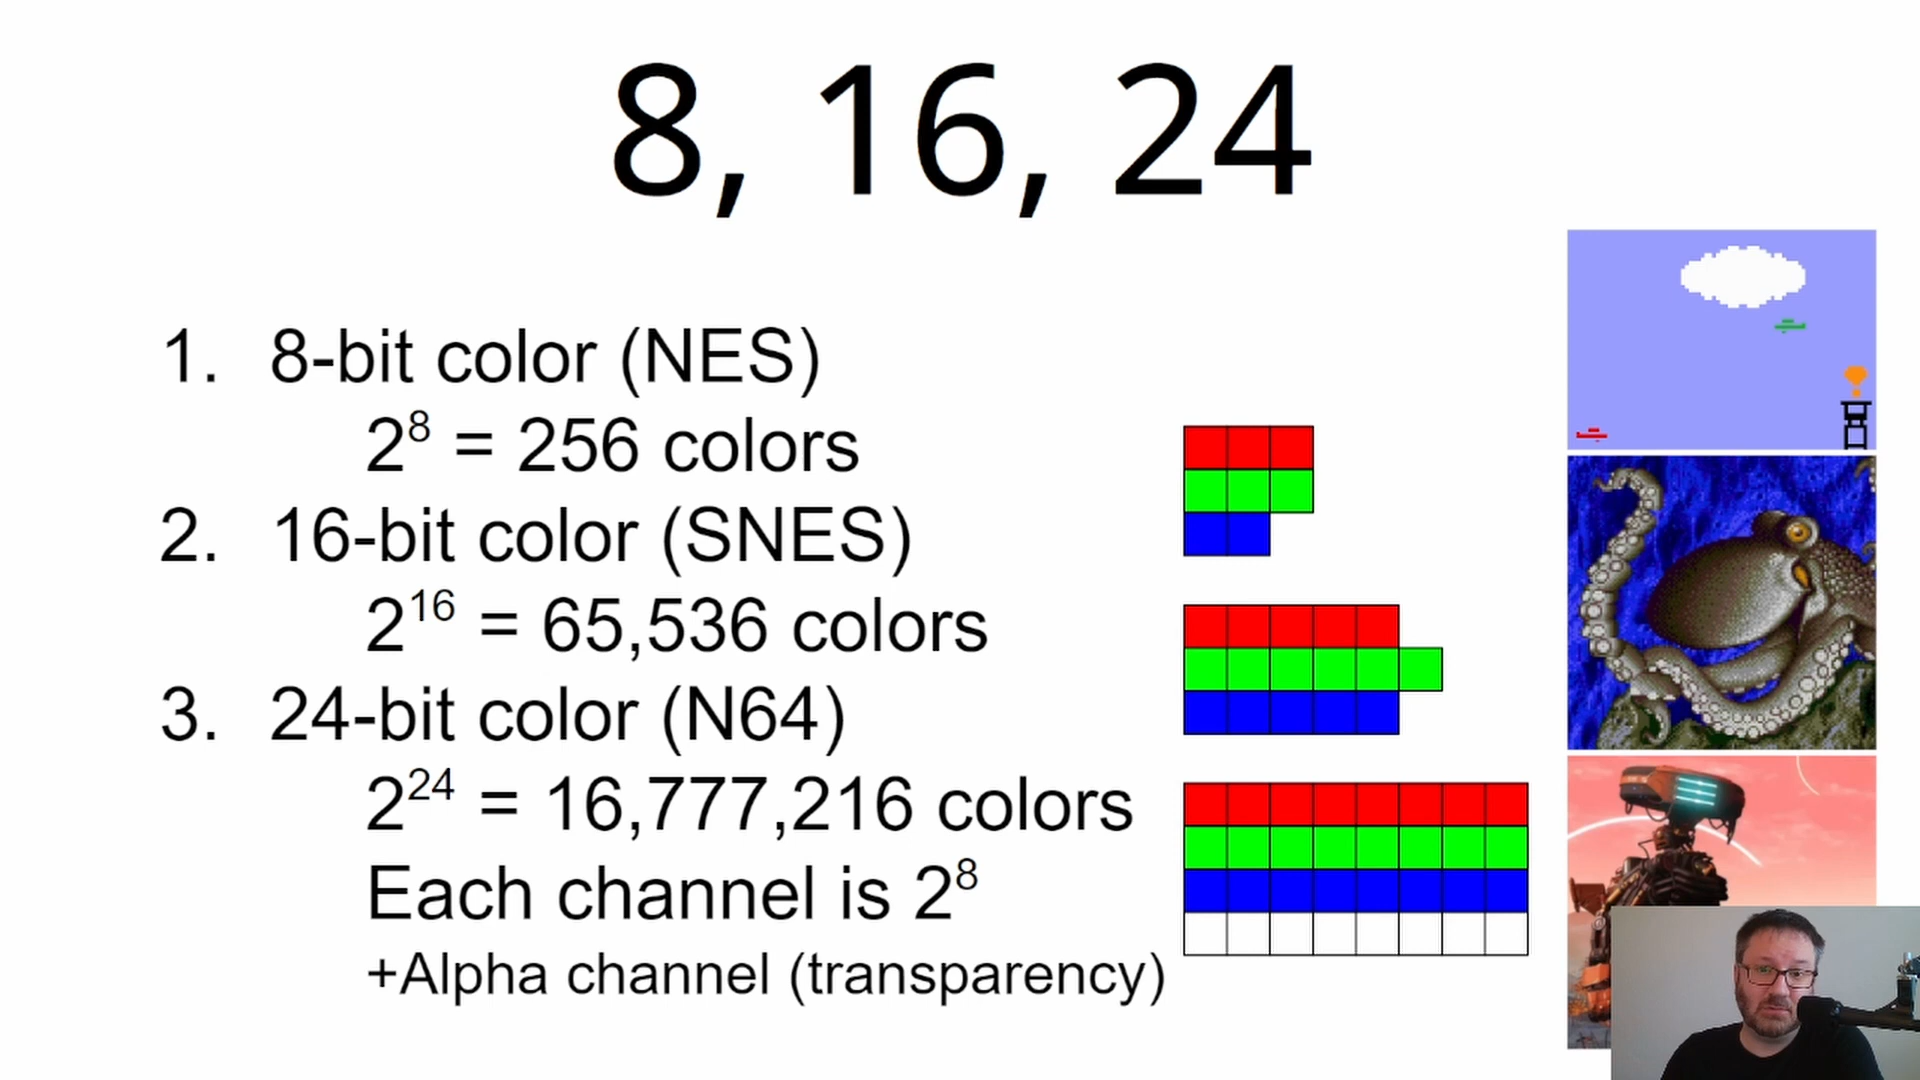 8, 16, 24
1. 8-bit color (NES)
2⁸ = 256 colors
2. 16-bit color (SNES)
2¹⁶ = 65,536 colors
3. 24-bit color (N64)
2²⁴ = 16,777,216 colors
Each channel is 2⁸
+Alpha channel (transparency)